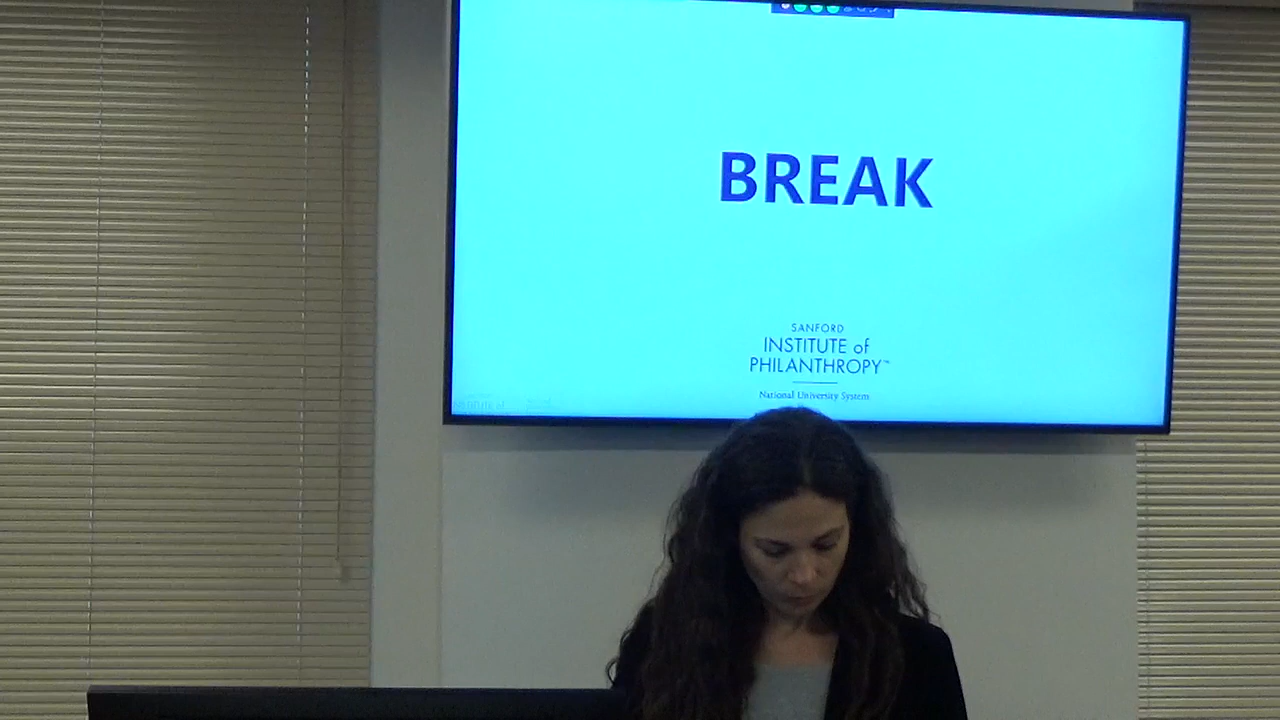 BREAK
SANFORD
INSTITUTE of
PHILANTHROPY™
National University System